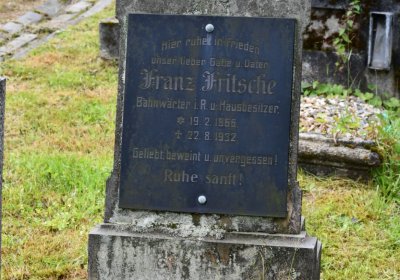 Hier ruhet in Frieden
unser lieber Gatte u. Vater
Franz Fritsche
Bahnwärter i. R. u. Hausbesitzer,
* 19. 2. 1866
✝ 22. 8. 1932
Geliebt, beweint u. unvergessen!
Ruhe sanft!